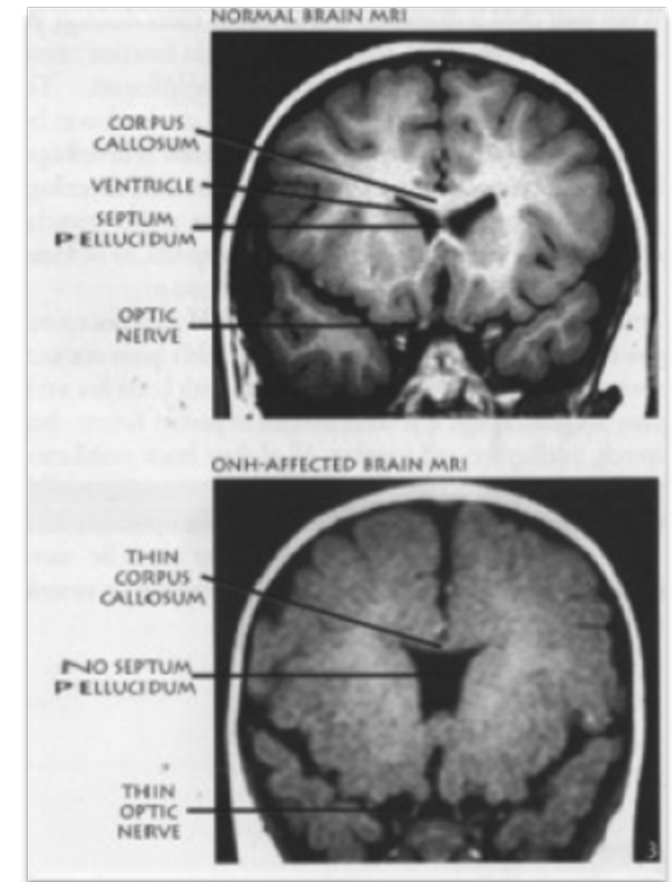 NORMAL BRAIN MRI
CORPUS
CALLOSUM
VENTRICLE
SEPTUM
PELLUCIDUM
OPTIC
NERVE
ONH-AFFECTED BRAIN MRI
THIN
CORPUS
CALLOSUM
NO SEPTUM
PELLUCIDUM
THIN
OPTIC
NERVE
3